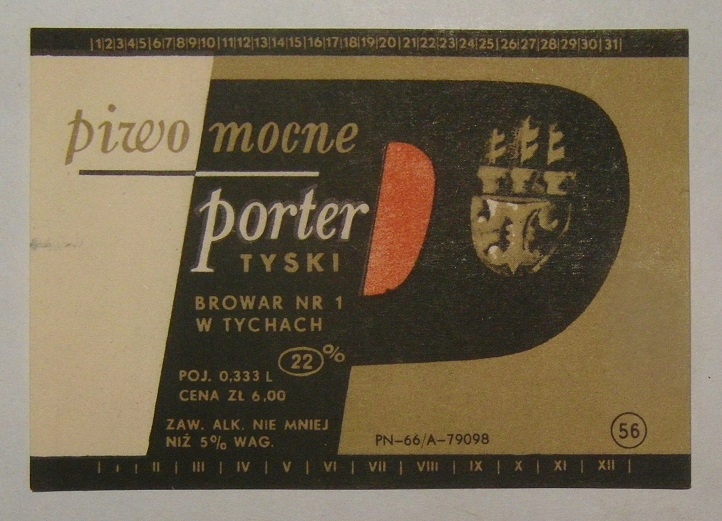 |1|2|3|4|5|6|7|8|9|10|11|12|13|14|15|16|17|18|19|20|21|22|23|24|25|26|27|28|29|30|31|
piwo mocne
porter
TYSKI
BROWAR NR 1
W TYCHACH
22 %
POJ. 0,333 L
CENA ZŁ 6,00
ZAW. ALK. NIE MNIEJ
NIŻ 5% WAG.
PN-66/A-79098
56
| I | II | III | IV | V | VI | VII | VIII | IX | X | XI | XII |